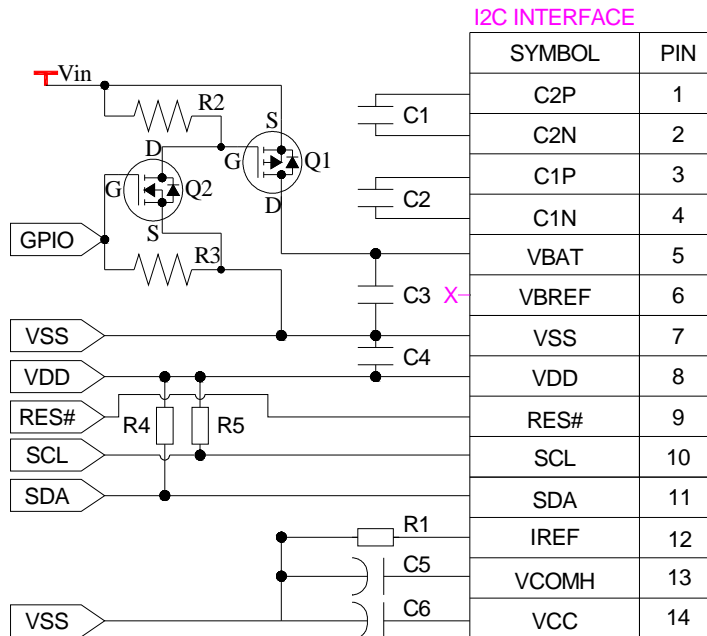 I2C INTERFACE
SYMBOL PIN
Vin
R2
C2P 1
C1
S
C2N 2
D
G
Q1
C1P 3
G
Q2
C2
D
C1N 4
S
GPIO
R3
VBAT 5
C3
X
VBREF 6
VSS
VSS 7
C4
VDD
VDD 8
RES#
R4
R5
RES# 9
SCL
SCL 10
SDA
SDA 11
R1
IREF 12
C5
VCOMH 13
C6
VSS
VCC 14